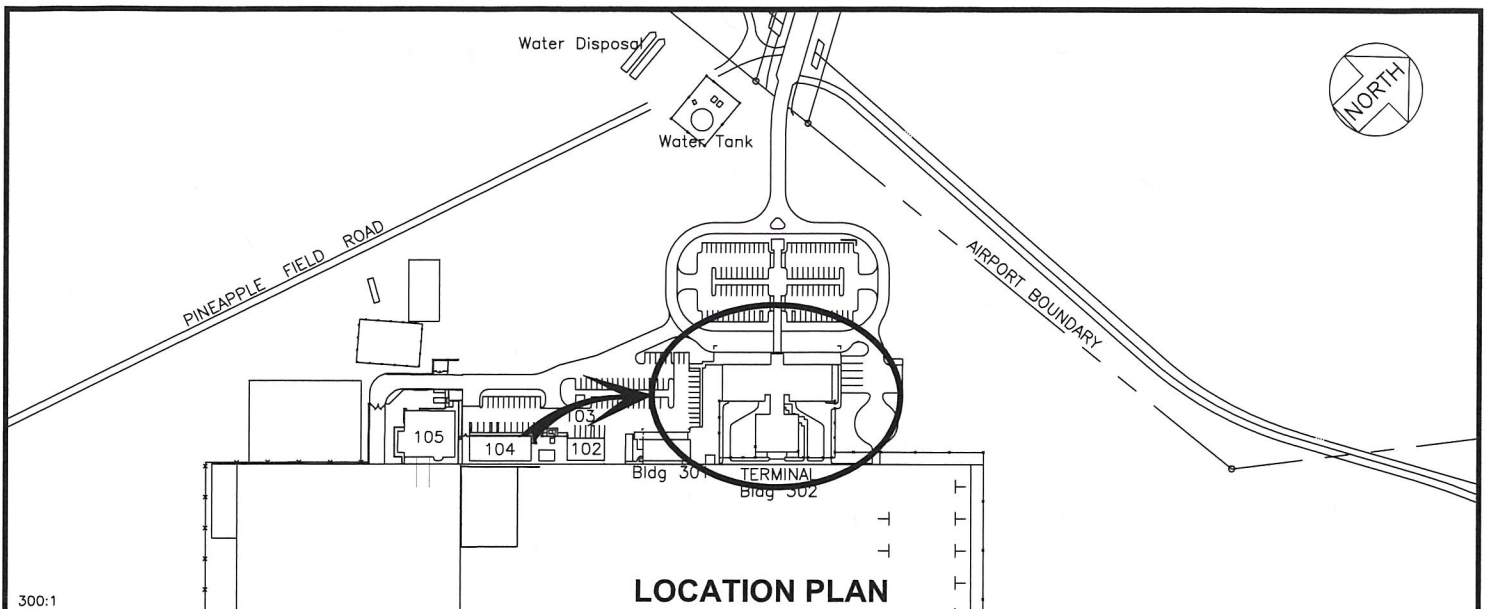 Water Disposal
NORTH
Water Tank
PINEAPPLE FIELD ROAD
AIRPORT BOUNDARY
103
105
104
102
Bldg 301
TERMINAL
Bldg 302
LOCATION PLAN
300:1